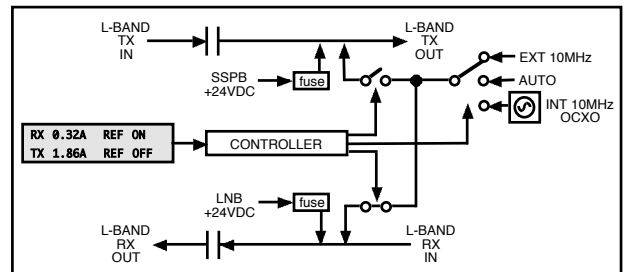 L-BAND
TX
IN
L-BAND
TX
OUT
EXT 10MHz
SSPB
+24VDC
fuse
AUTO
INT 10MHz
OCXO
RX 0.32A REF ON
TX 1.86A REF OFF
CONTROLLER
LNB
+24VDC
fuse
L-BAND
RX
OUT
L-BAND
RX
IN